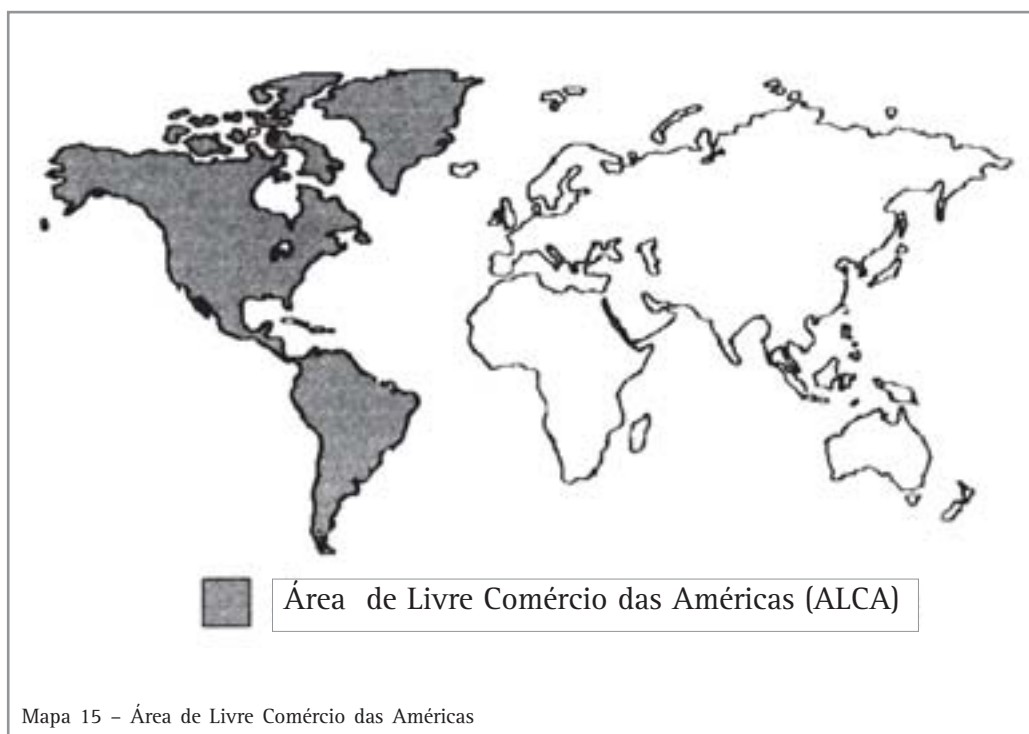 Área de Livre Comércio das Américas (ALCA)
Mapa 15 – Área de Livre Comércio das Américas